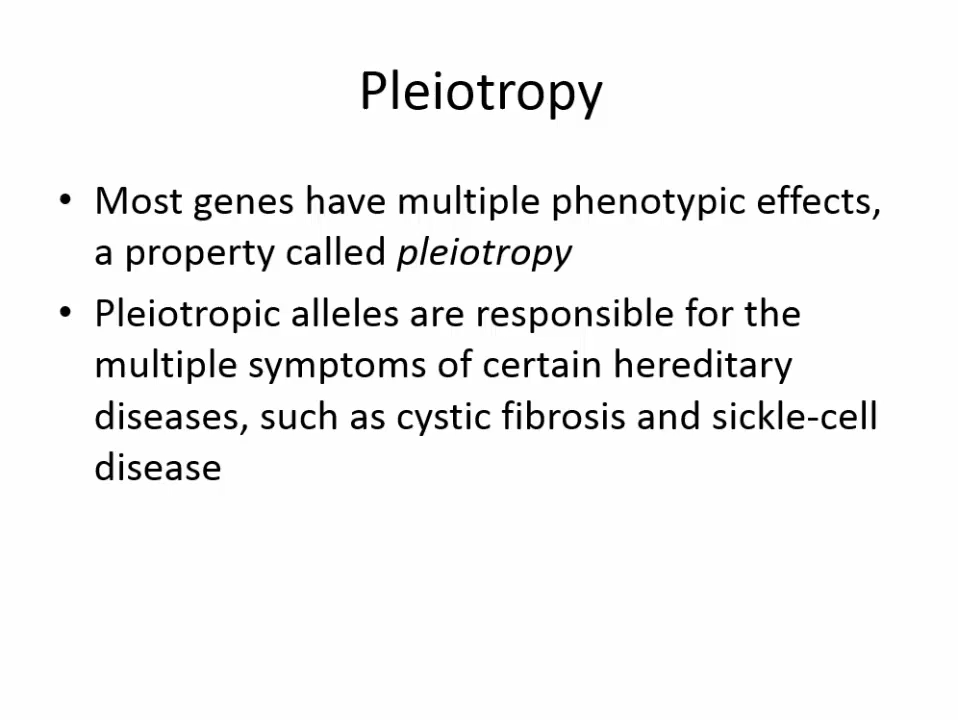 Pleiotropy
• Most genes have multiple phenotypic effects,
a property called pleiotropy
• Pleiotropic alleles are responsible for the
multiple symptoms of certain hereditary
diseases, such as cystic fibrosis and sickle-cell
disease